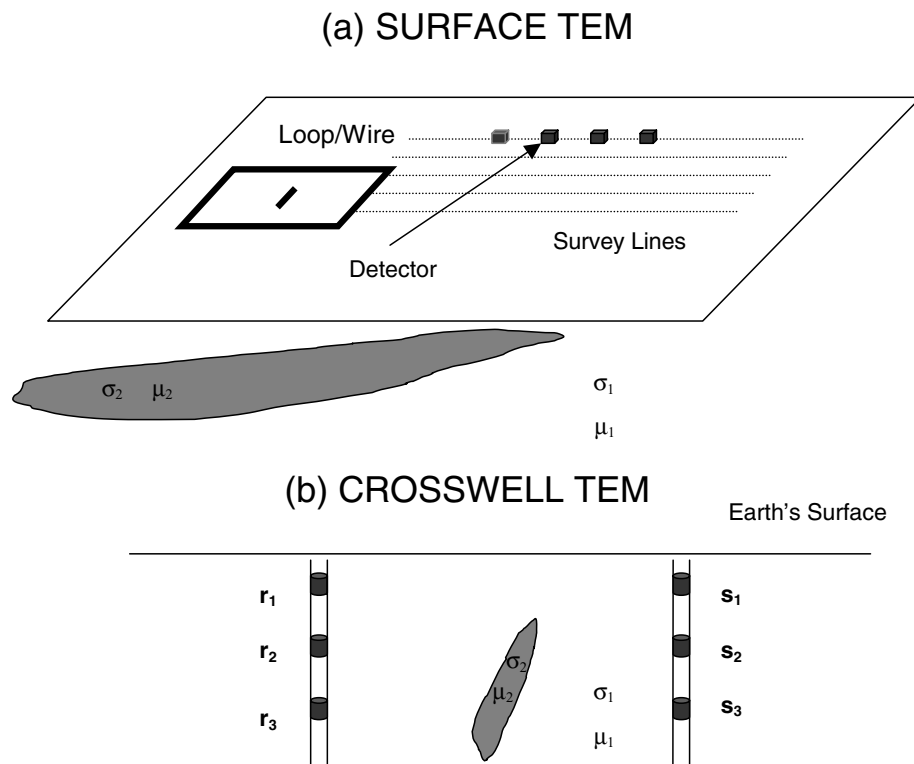 (a) SURFACE TEM
Loop/Wire
Survey Lines
Detector
σ₂ μ₂
σ₁
μ₁
(b) CROSSWELL TEM
Earth's Surface
r₁
s₁
r₂
s₂
σ₂
μ₂
σ₁
r₃
s₃
μ₁